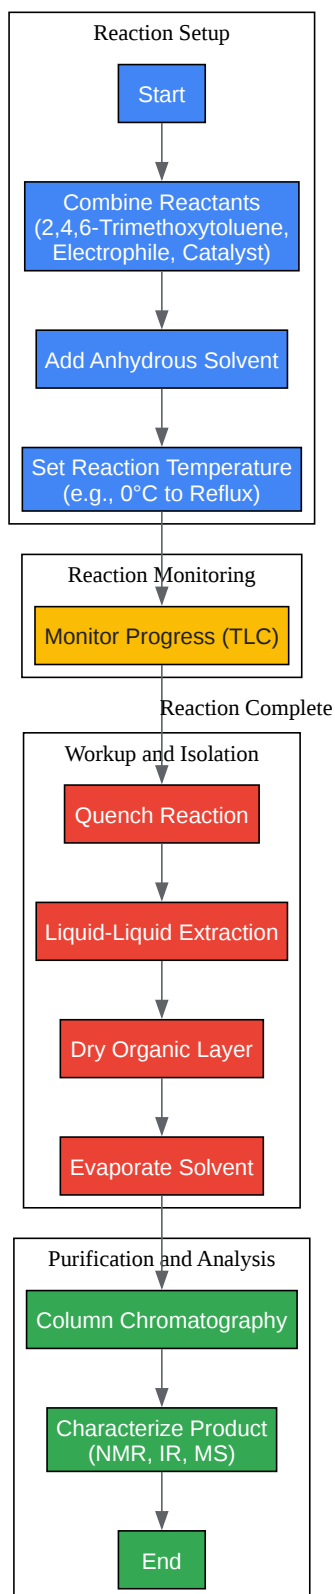 Reaction Setup
Start
Combine Reactants
(2,4,6-Trimethoxytoluene,
Electrophile, Catalyst)
Add Anhydrous Solvent
Set Reaction Temperature
(e.g., 0°C to Reflux)
Reaction Monitoring
Monitor Progress (TLC)
Reaction Complete
Workup and Isolation
Quench Reaction
Liquid-Liquid Extraction
Dry Organic Layer
Evaporate Solvent
Purification and Analysis
Column Chromatography
Characterize Product
(NMR, IR, MS)
End